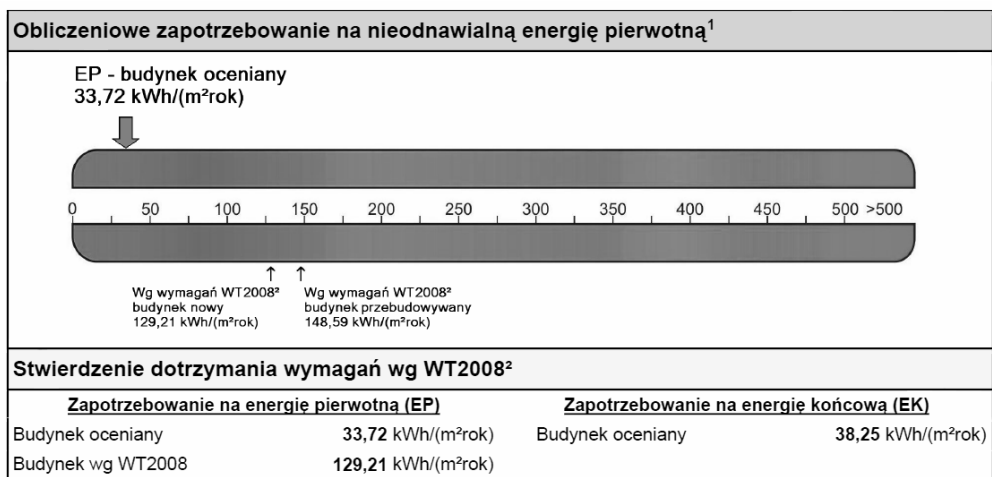 Obliczeniowe zapotrzebowanie na nieodnawialną energię pierwotną¹
EP - budynek oceniany
33,72 kWh/(m²rok)
0 50 100 150 200 250 300 350 400 450 500 >500
Wg wymagań WT2008²
budynek nowy
129,21 kWh/(m²rok)
Wg wymagań WT2008²
budynek przebudowywany
148,59 kWh/(m²rok)
Stwierdzenie dotrzymania wymagań wg WT2008²
Zapotrzebowanie na energię pierwotną (EP)
Budynek oceniany 33,72 kWh/(m²rok)
Budynek wg WT2008 129,21 kWh/(m²rok)
Zapotrzebowanie na energię końcową (EK)
Budynek oceniany 38,25 kWh/(m²rok)